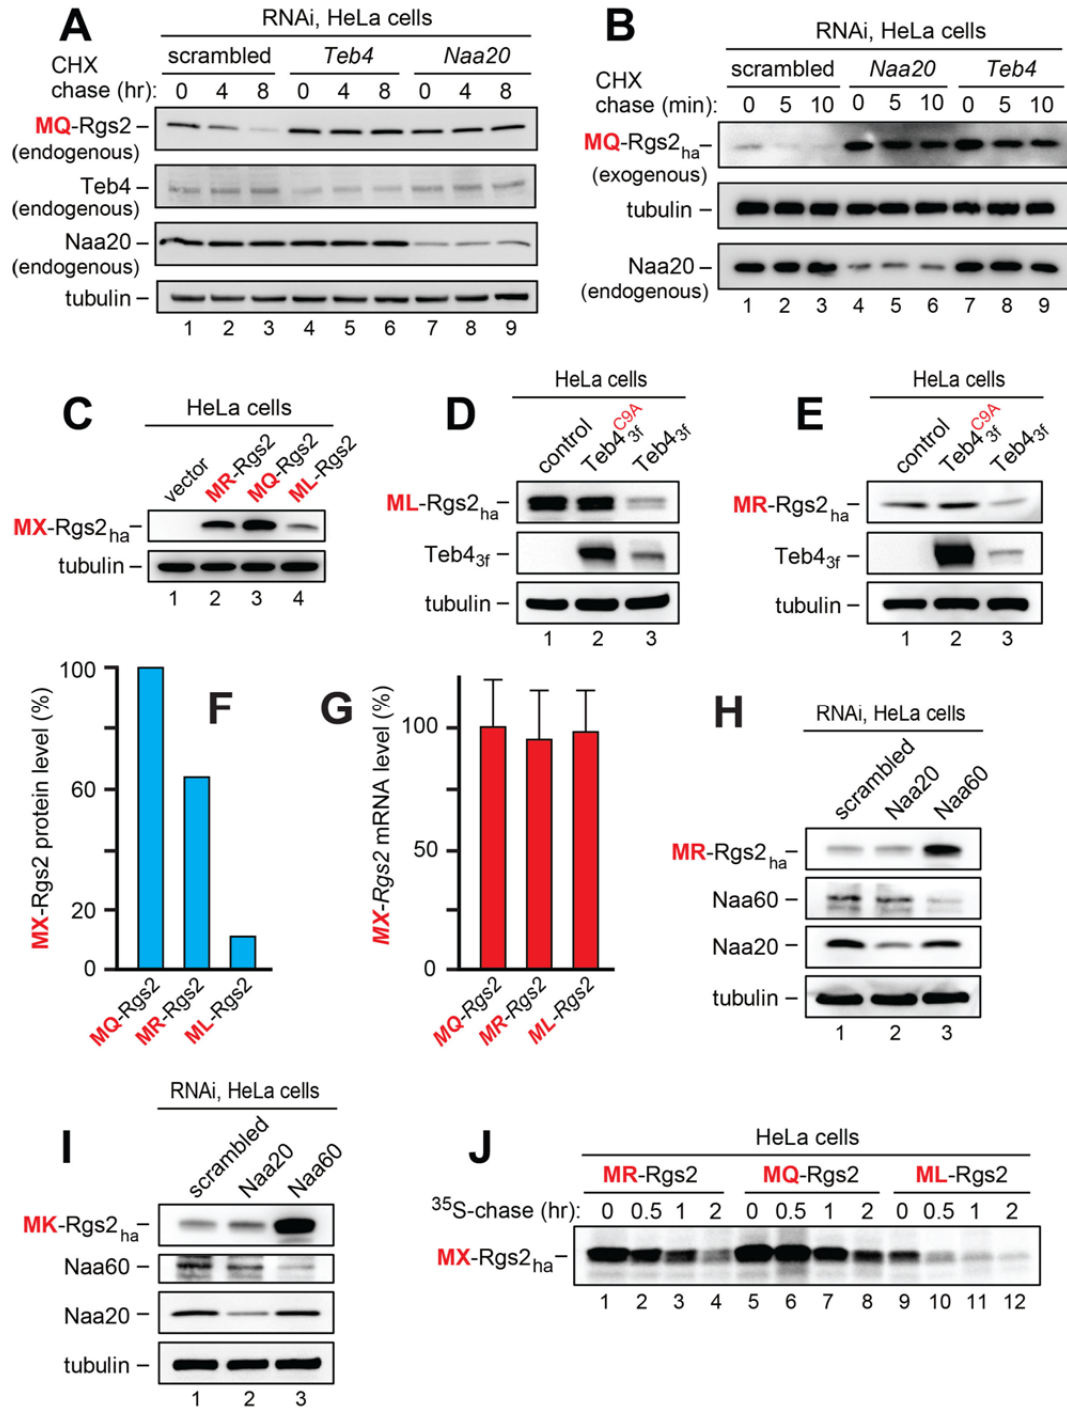 A
RNAi, HeLa cells
scrambled Teb4 Naa20
CHX
chase (hr): 0 4 8 0 4 8 0 4 8
MQ-Rgs2 –
(endogenous)
Teb4 –
(endogenous)
Naa20 –
(endogenous)
tubulin –
1 2 3 4 5 6 7 8 9
B
RNAi, HeLa cells
scrambled Naa20 Teb4
CHX
chase (min): 0 5 10 0 5 10 0 5 10
MQ-Rgs2ha–
(exogenous)
tubulin –
Naa20 –
(endogenous)
1 2 3 4 5 6 7 8 9
C
HeLa cells
vector MR-Rgs2 MQ-Rgs2 ML-Rgs2
MX-Rgs2ha–
tubulin –
1 2 3 4
D
HeLa cells
control Teb4C9A3f Teb43f
ML-Rgs2ha–
Teb43f –
tubulin –
1 2 3
E
HeLa cells
control Teb4C9A3f Teb43f
MR-Rgs2ha–
Teb43f –
tubulin –
1 2 3
F
MX-Rgs2 protein level (%)
100
60
20
0
MQ-Rgs2 MR-Rgs2 ML-Rgs2
G
MX-Rgs2 mRNA level (%)
100
50
0
MQ-Rgs2 MR-Rgs2 ML-Rgs2
H
RNAi, HeLa cells
scrambled Naa20 Naa60
MR-Rgs2ha–
Naa60 –
Naa20 –
tubulin –
1 2 3
I
RNAi, HeLa cells
scrambled Naa20 Naa60
MK-Rgs2ha–
Naa60 –
Naa20 –
tubulin –
1 2 3
J
HeLa cells
MR-Rgs2 MQ-Rgs2 ML-Rgs2
35S-chase (hr): 0 0.5 1 2 0 0.5 1 2 0 0.5 1 2
MX-Rgs2ha–
1 2 3 4 5 6 7 8 9 10 11 12